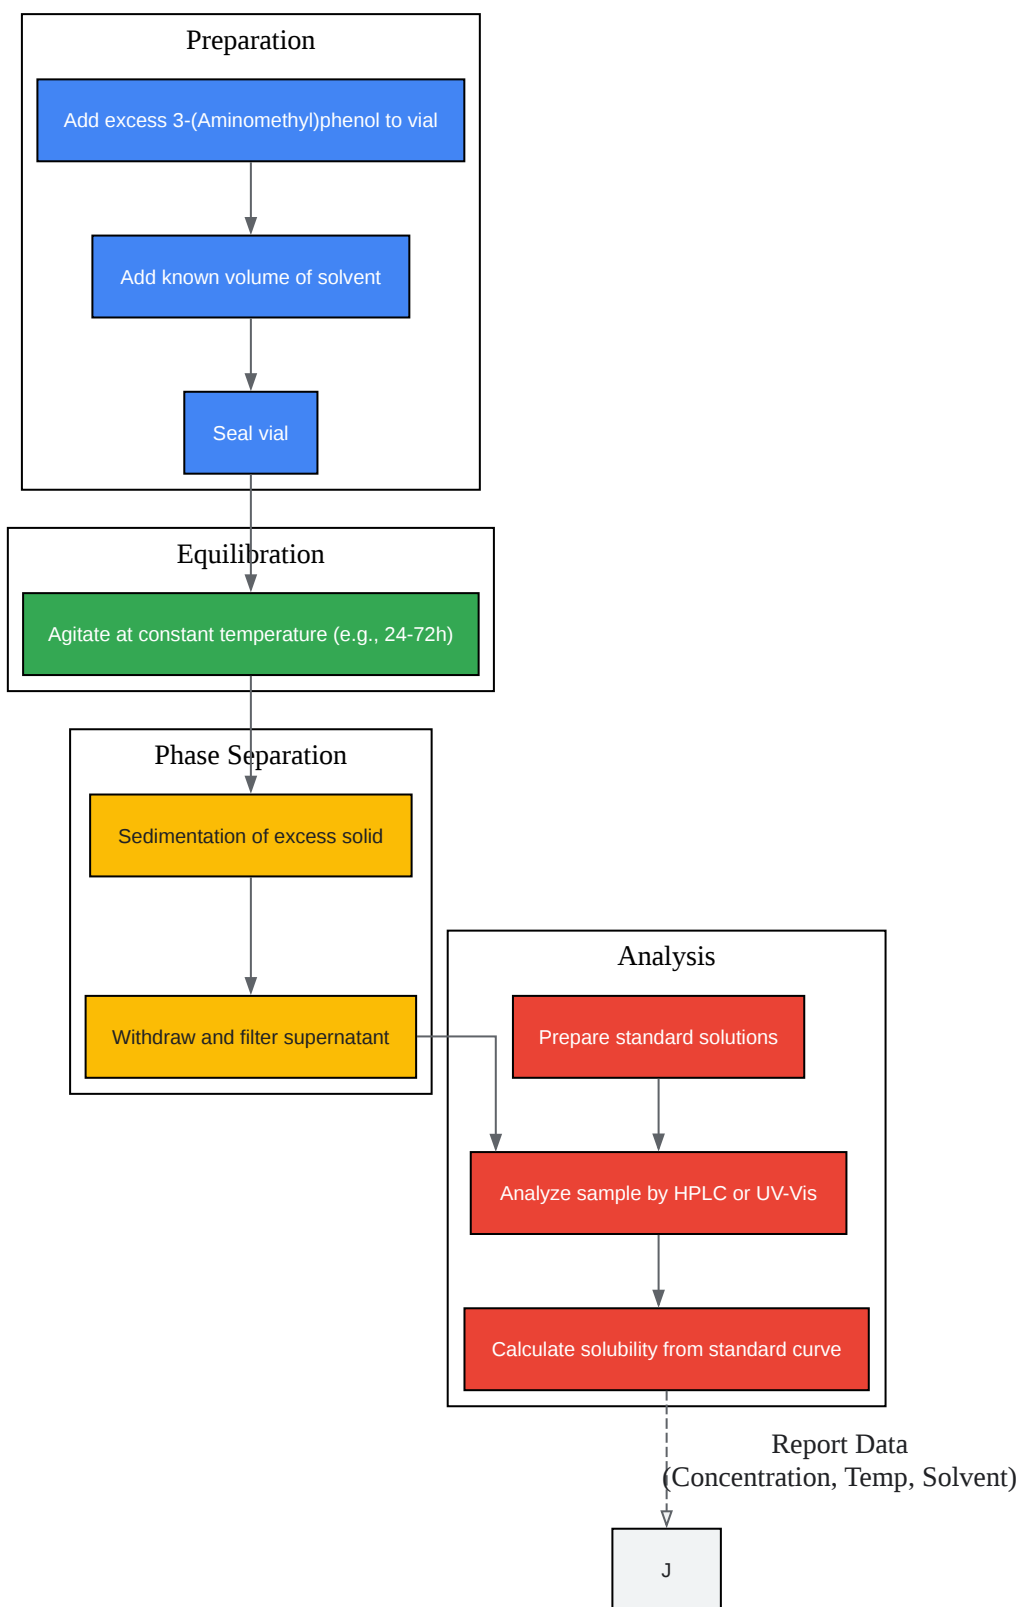 Preparation
Add excess 3-(Aminomethyl)phenol to vial
Add known volume of solvent
Seal vial
Equilibration
Agitate at constant temperature (e.g., 24-72h)
Phase Separation
Sedimentation of excess solid
Withdraw and filter supernatant
Analysis
Prepare standard solutions
Analyze sample by HPLC or UV-Vis
Calculate solubility from standard curve
Report Data
(Concentration, Temp, Solvent)
J